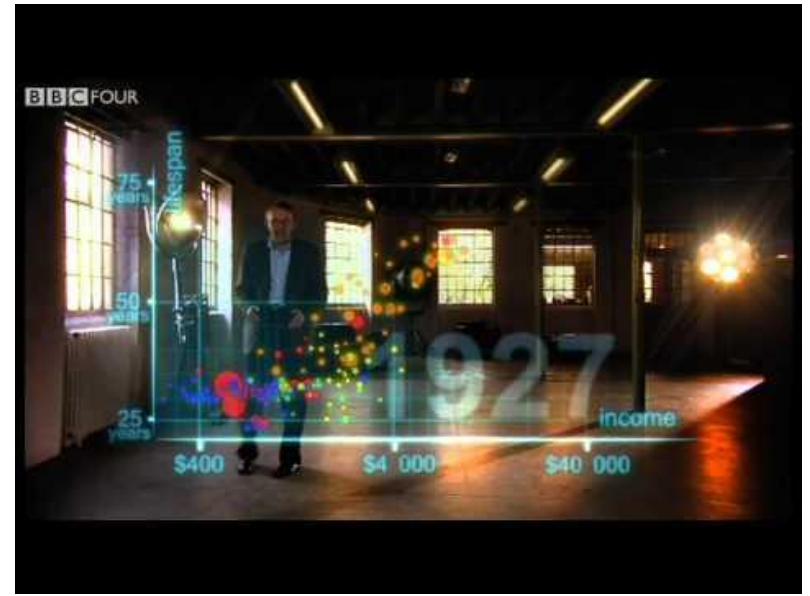 BBC FOUR
lifespan
75
years
50
years
25
years
1927
income
$400
$4 000
$40 000